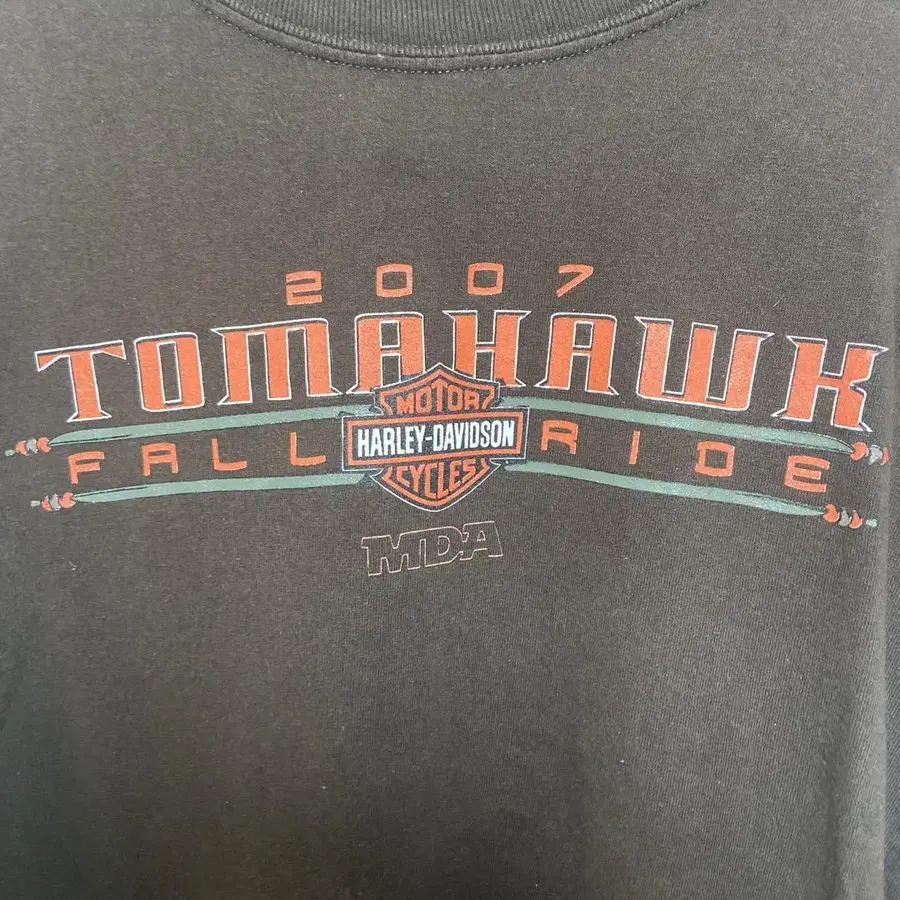 2007
TOMAHAWK
MOTOR
HARLEY-DAVIDSON
CYCLES
FALL RIDE
MDA